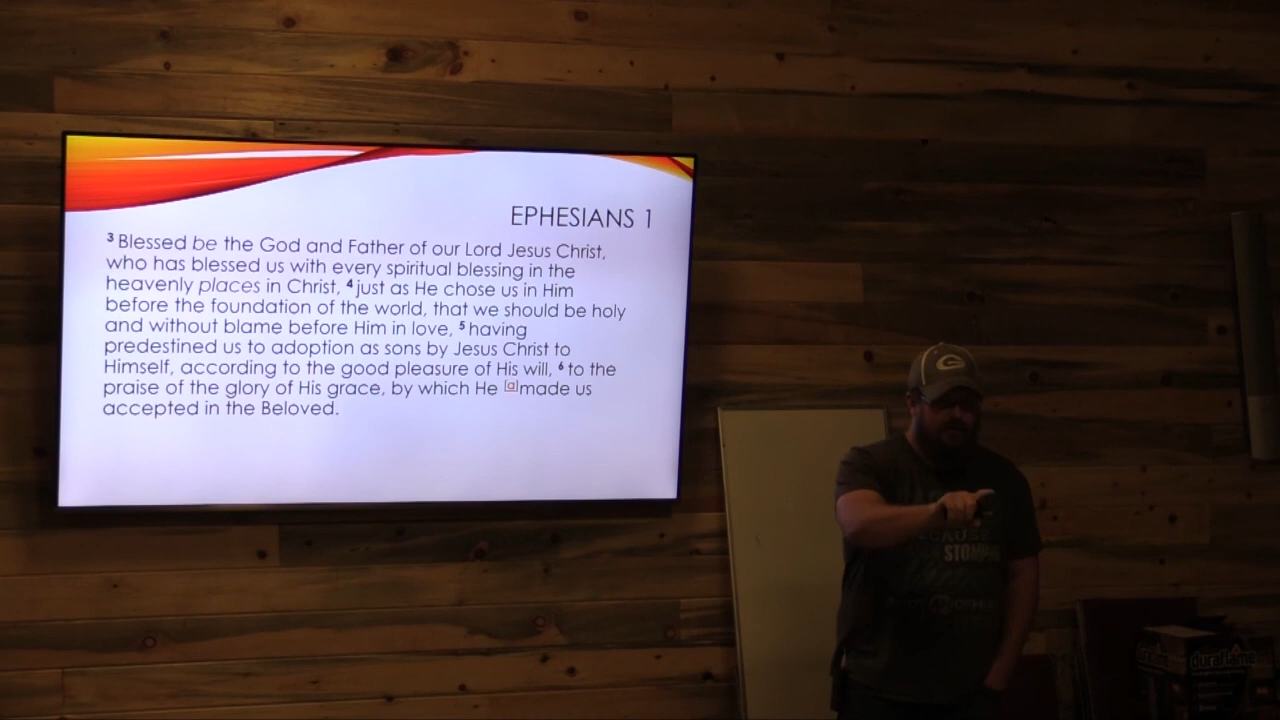 EPHESIANS 1
3 Blessed be the God and Father of our Lord Jesus Christ,
who has blessed us with every spiritual blessing in the
heavenly places in Christ, 4 just as He chose us in Him
before the foundation of the world, that we should be holy
and without blame before Him in love, 5 having
predestined us to adoption as sons by Jesus Christ to
Himself, according to the good pleasure of His will, 6 to the
praise of the glory of His grace, by which He [a]made us
accepted in the Beloved.
G
duraflame